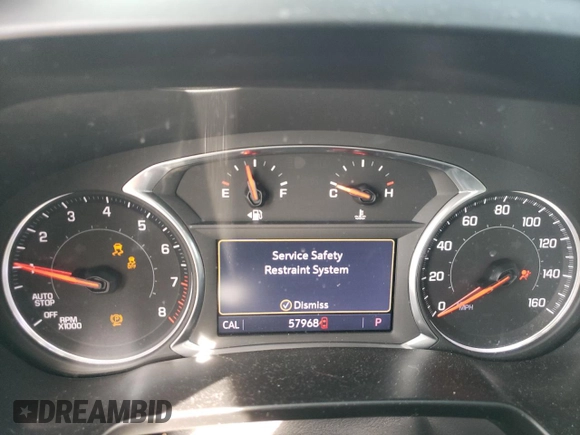 E F
C H
1
2
3
4
5
6
7
8
AUTO
STOP
OFF
RPM
X1000
Service Safety
Restraint System
Dismiss
CAL
57968
P
0
20
40
60
80
100
120
140
160
MPH
DREAMBID